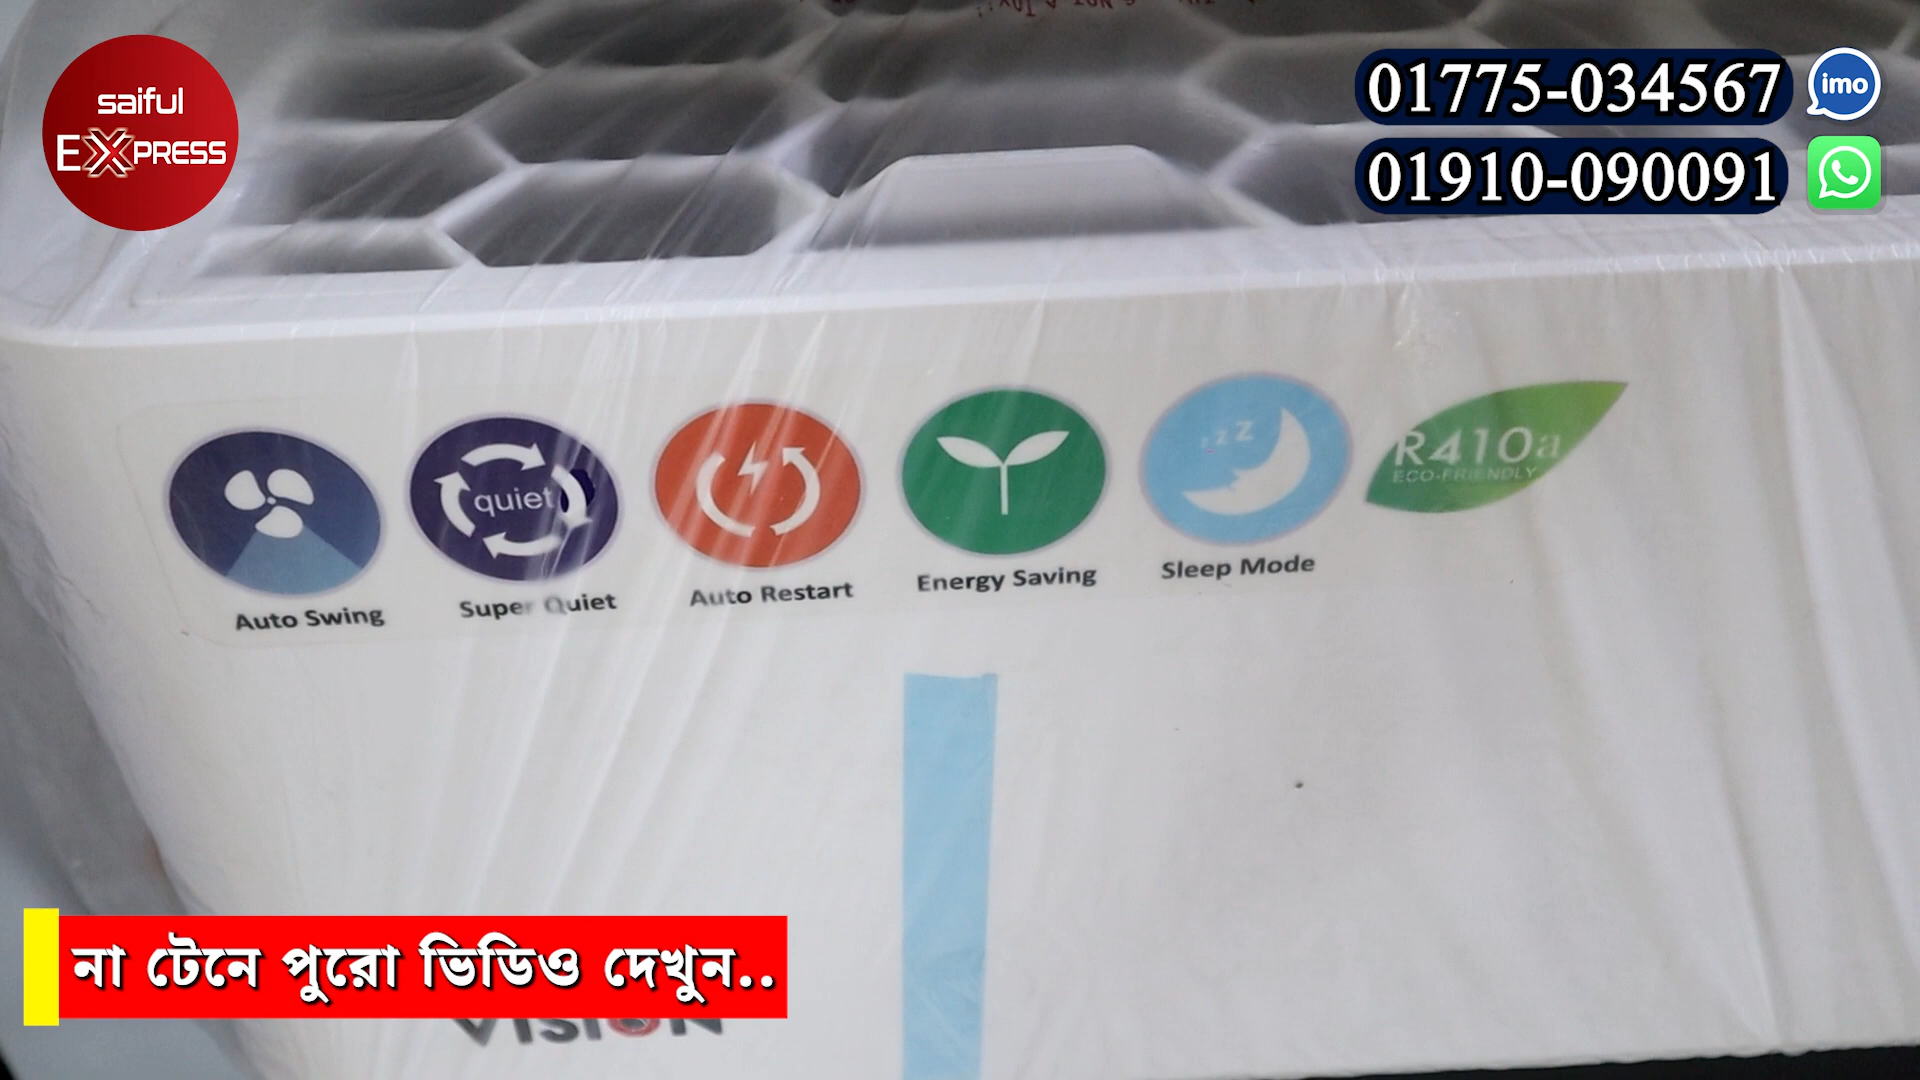 saiful
EXPRESS
01775-034567
imo
01910-090091
quiet
zzZ
R410a
ECO-FRIENDLY
Auto Swing
Super Quiet
Auto Restart
Energy Saving
Sleep Mode
না টেনে পুরো ভিডিও দেখুন..
VISION